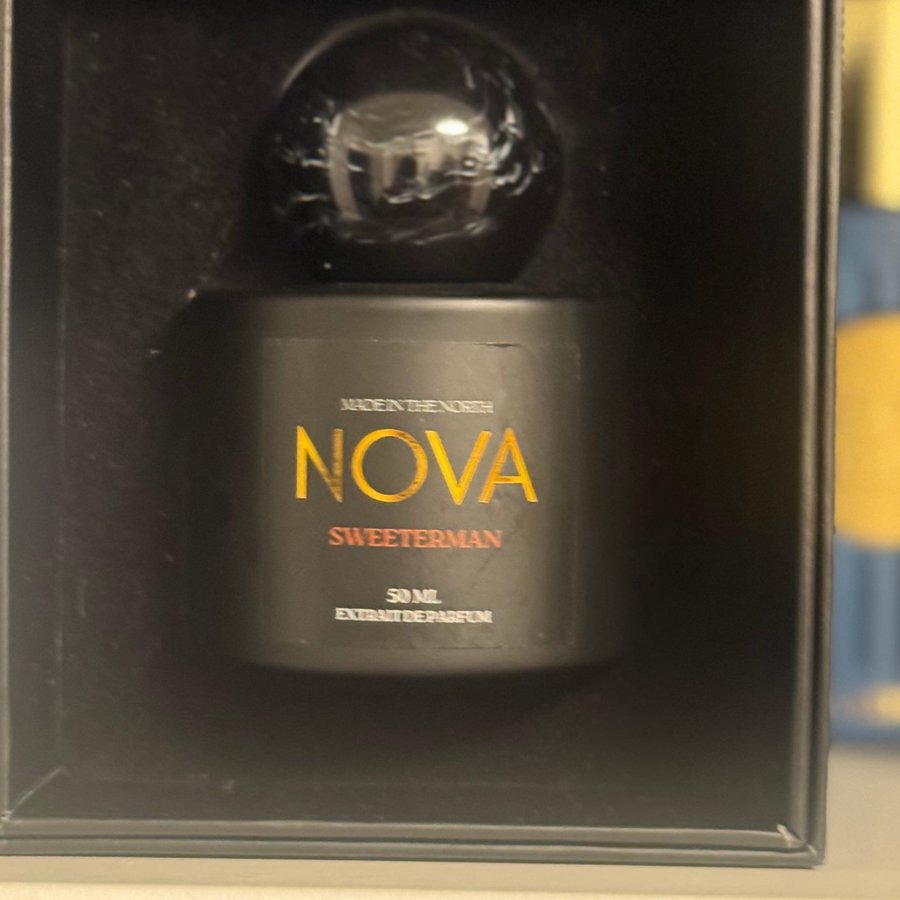 MADE IN THE NORTH
NOVA
SWEETERMAN
50 ML
EXTRAIT DE PARFUM